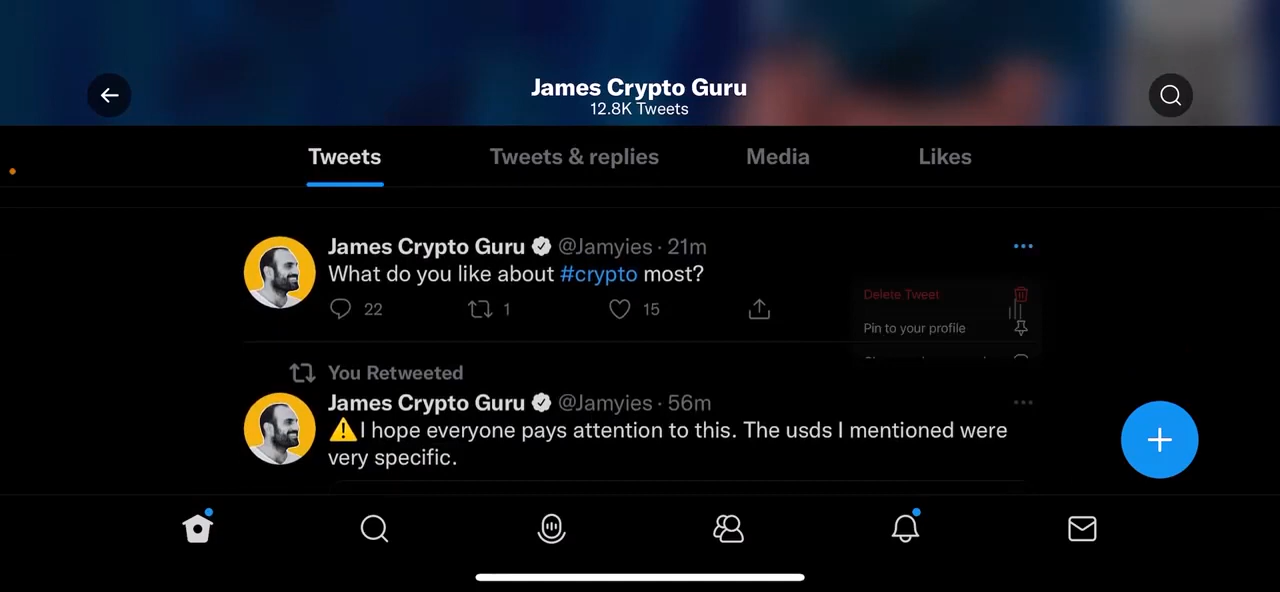 James Crypto Guru
12.8K Tweets
Tweets Tweets & replies Media Likes
James Crypto Guru @Jamyies · 21m
What do you like about #crypto most?
22 1 15
Delete Tweet
Pin to your profile
You Retweeted
James Crypto Guru @Jamyies · 56m
⚠️I hope everyone pays attention to this. The usds I mentioned were
very specific.